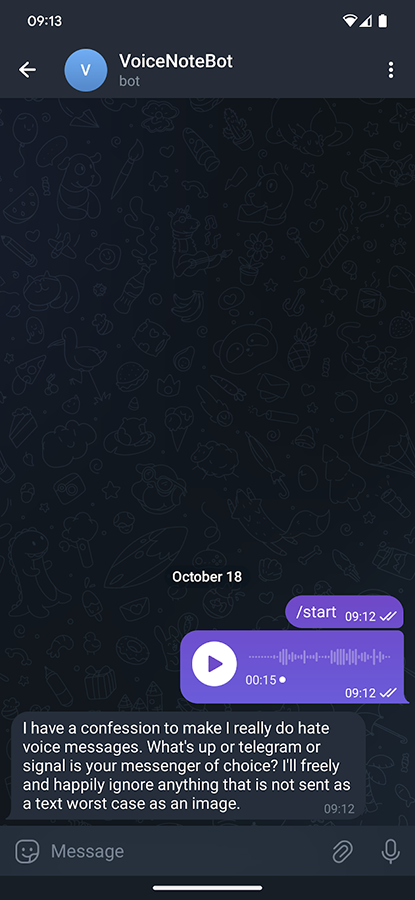 09:13
VoiceNoteBot
V
bot
October 18
/start 09:12
00:15
09:12
I have a confession to make I really do hate
voice messages. What's up or telegram or
signal is your messenger of choice? I'll freely
and happily ignore anything that is not sent as
a text worst case as an image.
09:12
Message